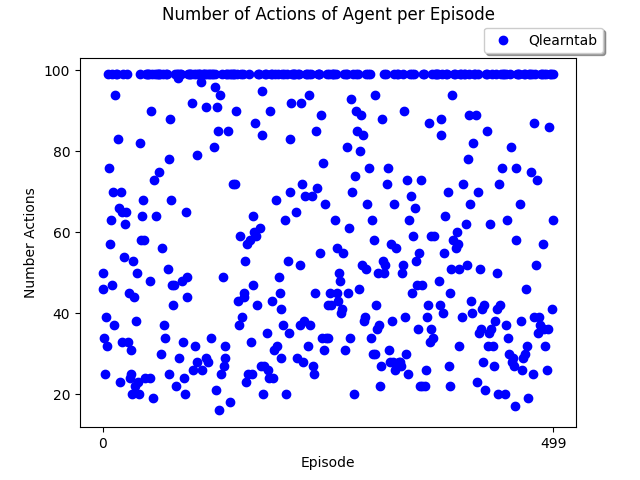 Number of Actions of Agent per Episode
Qlearntab
100
80
60
40
20
Number Actions
0
499
Episode